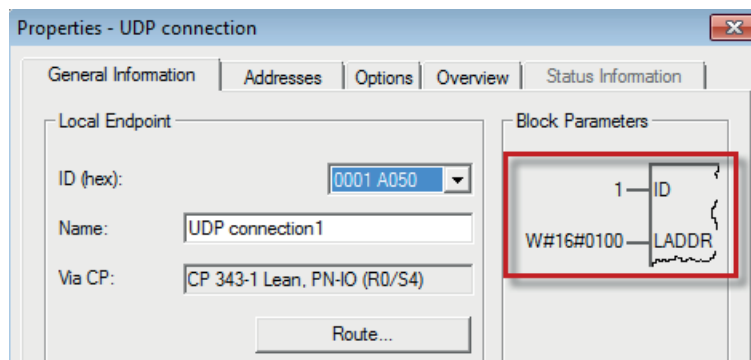 Properties - UDP connection
General Information Addresses Options Overview Status Information
Local Endpoint
ID (hex): 0001 A050
Name: UDP connection1
Via CP: CP 343-1 Lean, PN-IO (R0/S4)
Route...
Block Parameters
1 ID
W#16#0100 LADDR